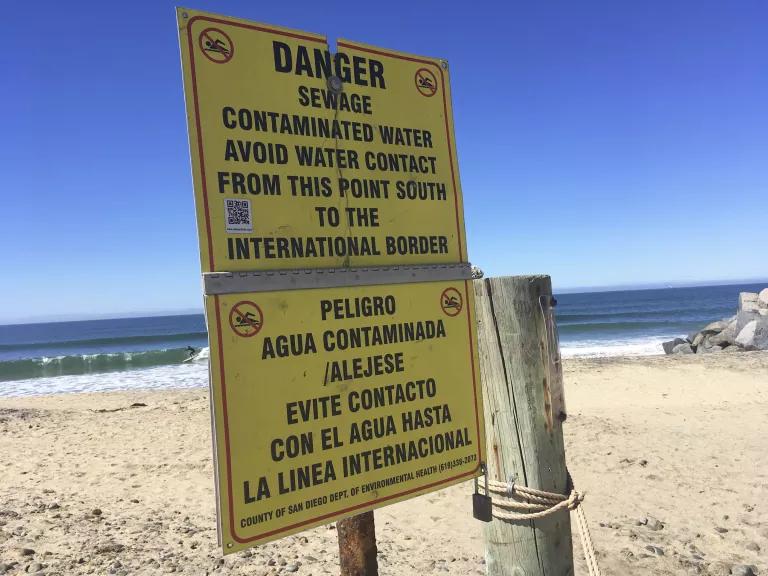 DANGER
SEWAGE
CONTAMINATED WATER
AVOID WATER CONTACT
FROM THIS POINT SOUTH
TO THE
INTERNATIONAL BORDER
PELIGRO
AGUA CONTAMINADA
/ALEJESE
EVITE CONTACTO
CON EL AGUA HASTA
LA LINEA INTERNACIONAL
COUNTY OF SAN DIEGO DEPT. OF ENVIRONMENTAL HEALTH (619)338-2073